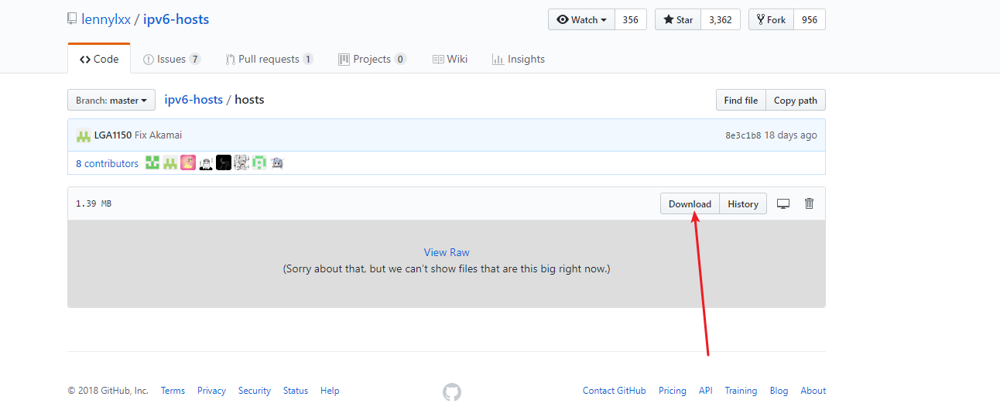 lennylxx / ipv6-hosts
Watch 356 Star 3,362 Fork 956
Code Issues 7 Pull requests 1 Projects 0 Wiki Insights
Branch: master ipv6-hosts / hosts Find file Copy path
LGA1150 Fix Akamai 8e3c1b8 18 days ago
8 contributors
1.39 MB Download History
View Raw
(Sorry about that, but we can't show files that are this big right now.)
© 2018 GitHub, Inc. Terms Privacy Security Status Help Contact GitHub Pricing API Training Blog About